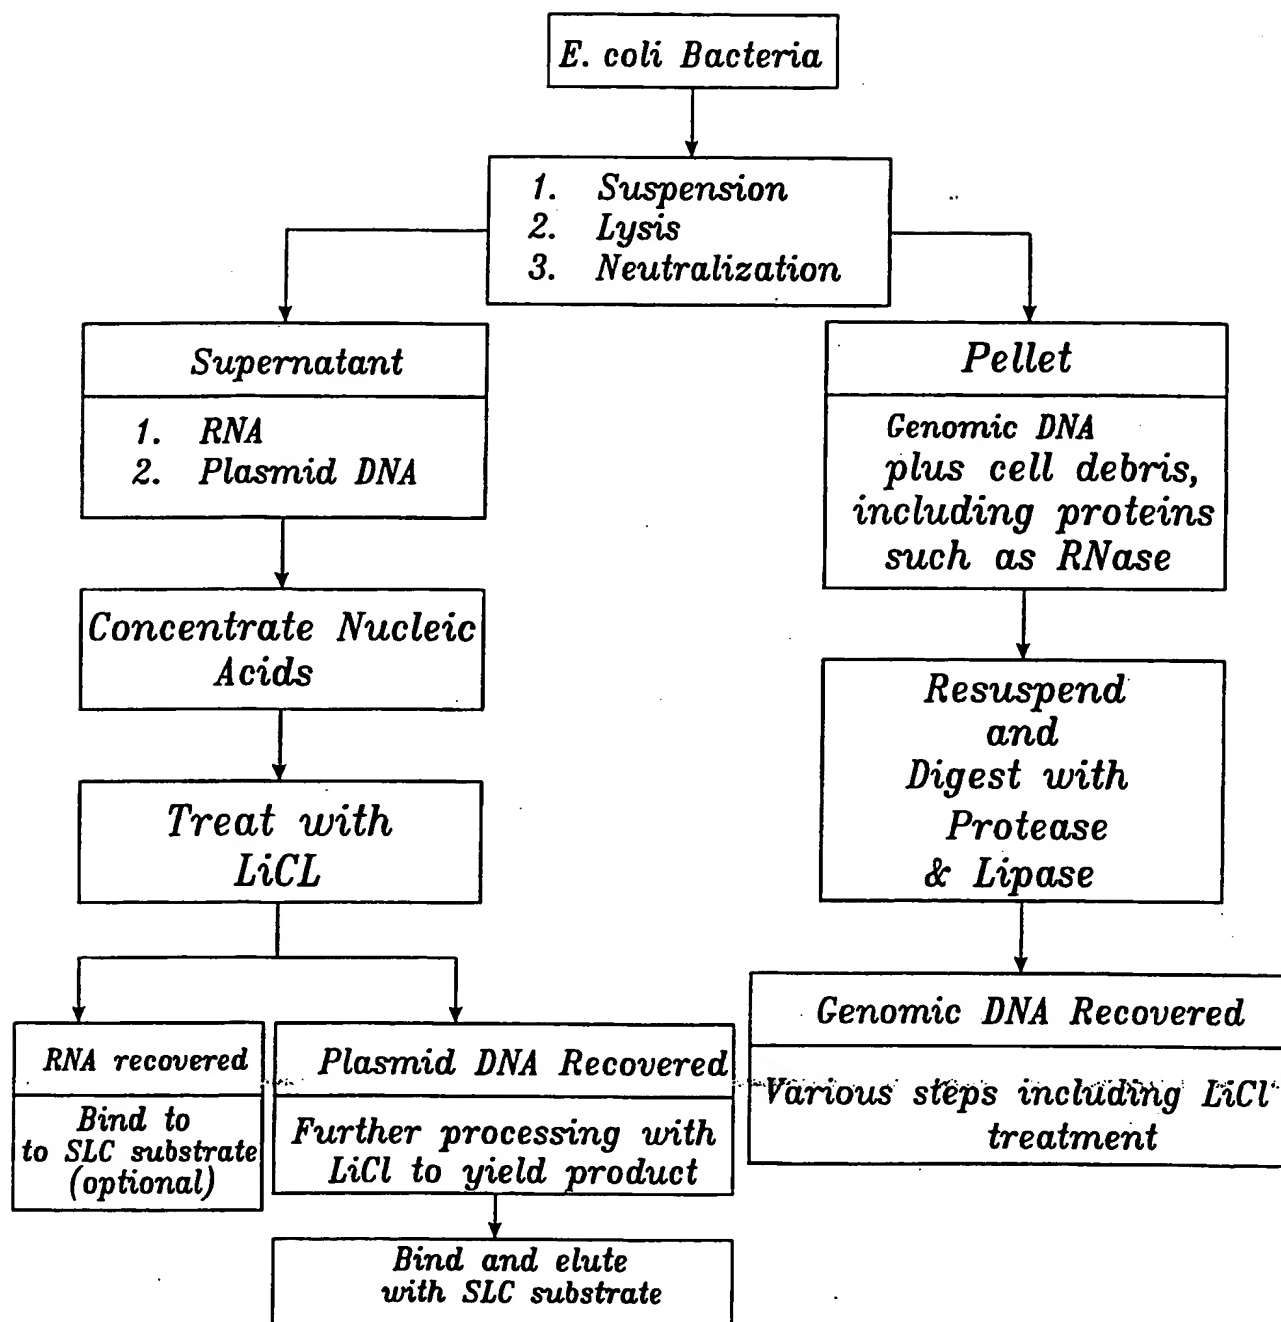 E. coli Bacteria
1. Suspension
2. Lysis
3. Neutralization
Supernatant
1. RNA
2. Plasmid DNA
Concentrate Nucleic
Acids
Treat with
LiCL
RNA recovered
Bind to
to SLC substrate
(optional)
Plasmid DNA Recovered
Further processing with
LiCl to yield product
Bind and elute
with SLC substrate
Pellet
Genomic DNA
plus cell debris,
including proteins
such as RNase
Resuspend
and
Digest with
Protease
& Lipase
Genomic DNA Recovered
Various steps including LiCl
treatment